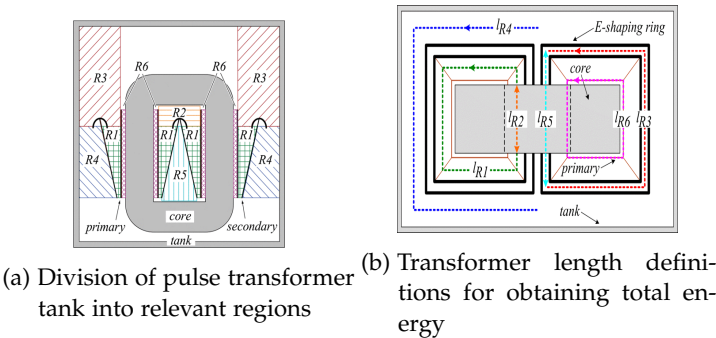 R6
R6
R3
R3
R2
R1
R1
R1
R1
R4
R4
R5
primary
core
secondary
tank
(a) Division of pulse transformer
tank into relevant regions
E-shaping ring
lR4
core
lR2
lR5
lR6
lR3
lR1
primary
tank
(b) Transformer length defini-
tions for obtaining total en-
ergy